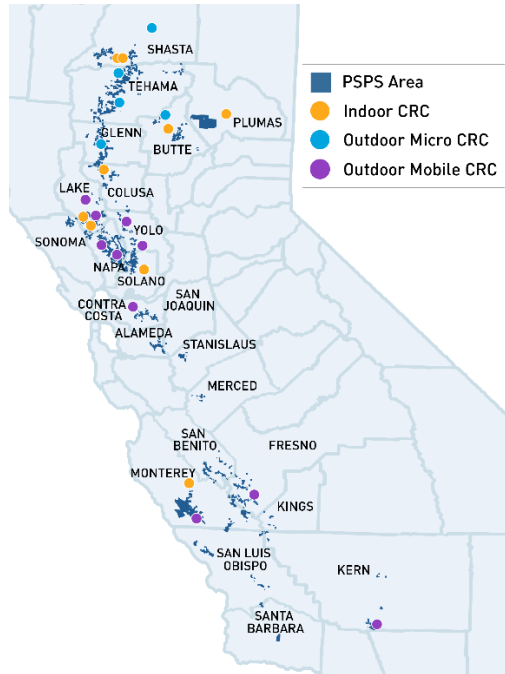 SHASTA
PSPS Area
TEHAMA
Indoor CRC
PLUMAS
Outdoor Micro CRC
GLENN
BUTTE
Outdoor Mobile CRC
LAKE
COLUSA
YOLO
SONOMA
NAPA
SOLANO
CONTRA
COSTA
SAN
JOAQUIN
ALAMEDA
STANISLAUS
MERCED
SAN
BENITO
FRESNO
MONTEREY
KINGS
SAN LUIS
OBISPO
KERN
SANTA
BARBARA